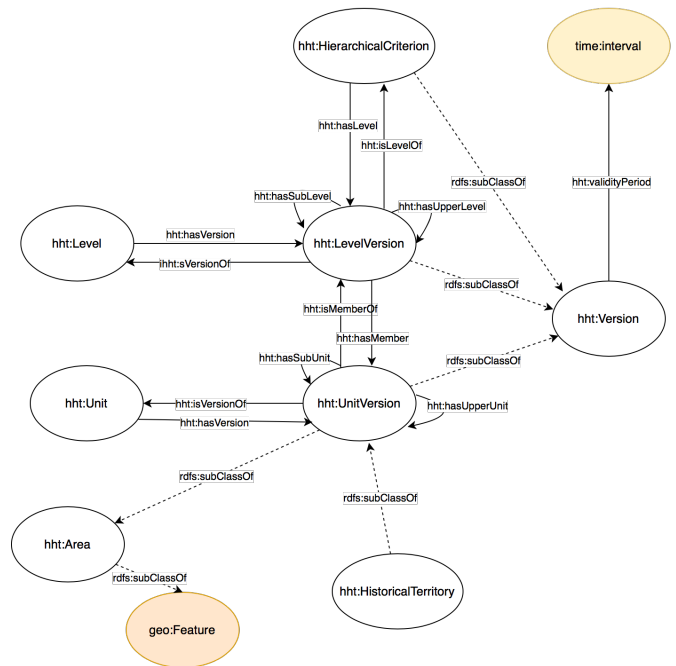 hht:HierarchicalCriterion
time:interval
hht:hasLevel
hht:isLevelOf
rdfs:subClassOf
hht:validityPeriod
hht:hasSubLevel
hht:hasUpperLevel
hht:hasVersion
hht:Level
hht:LevelVersion
ihht:sVersionOf
rdfs:subClassOf
hht:isMemberOf
hht:Version
hht:hasMember
hht:hasSubUnit
rdfs:subClassOf
hht:Unit
hht:isVersionOf
hht:UnitVersion
hht:hasUpperUnit
hht:hasVersion
rdfs:subClassOf
rdfs:subClassOf
hht:Area
rdfs:subClassOf
hht:HistoricalTerritory
geo:Feature